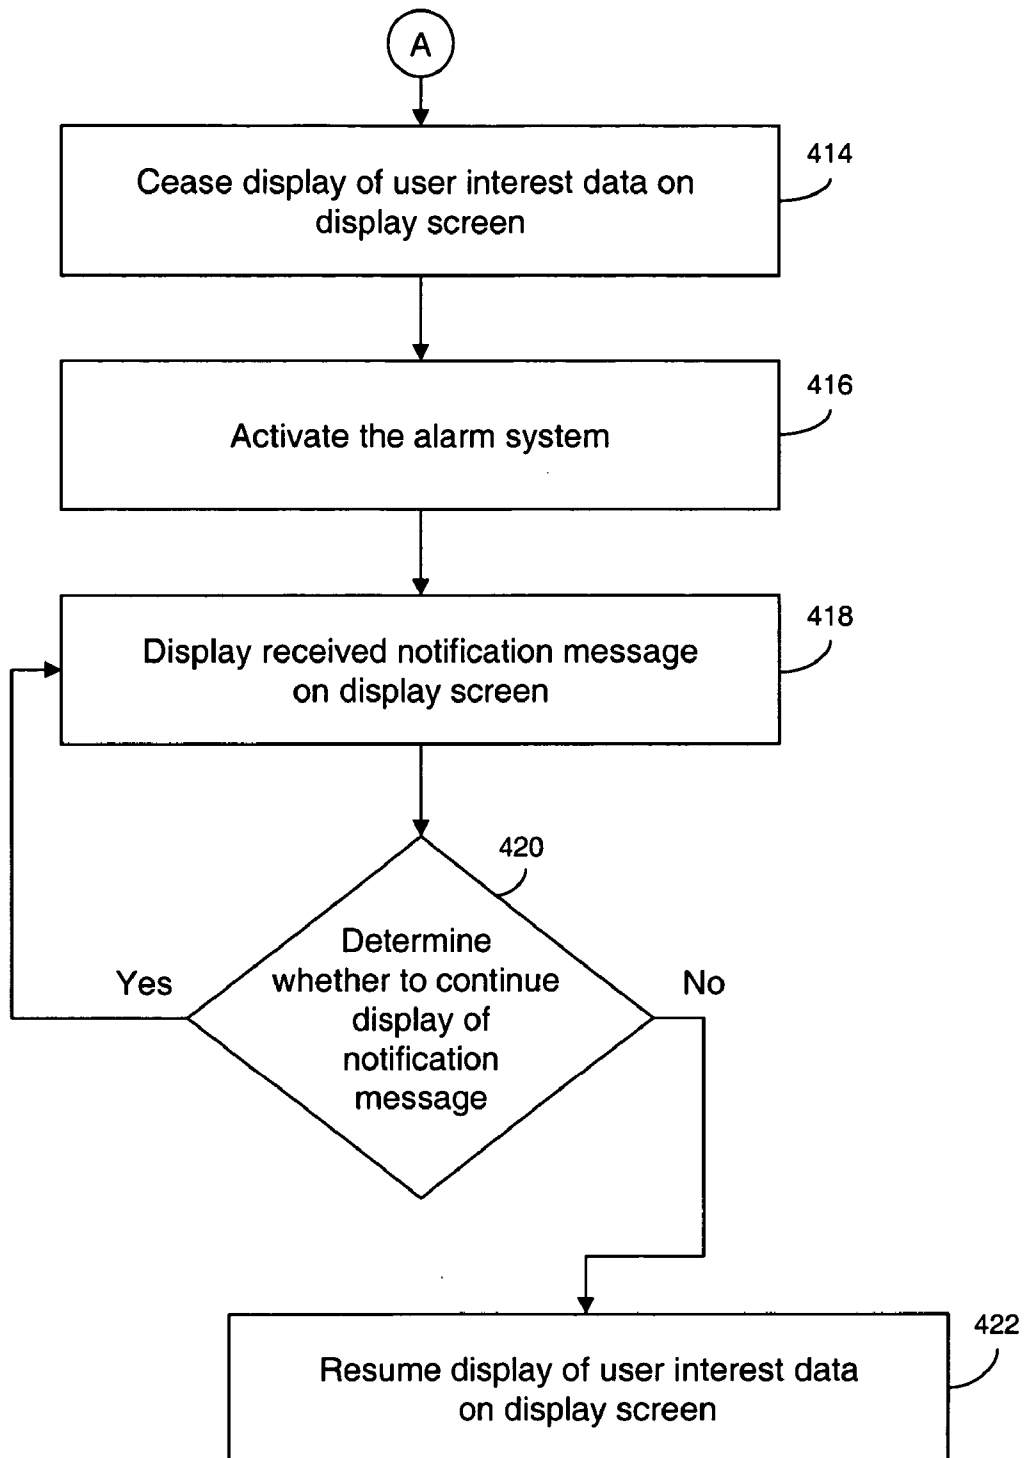 A
414
Cease display of user interest data on
display screen
416
Activate the alarm system
418
Display received notification message
on display screen
420
Determine
whether to continue
display of
notification
message
Yes
No
422
Resume display of user interest data
on display screen